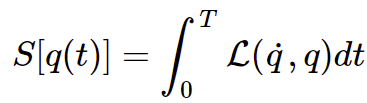 S[q(t)] = ∫₀ᵀ ℒ(q̇, q)dt